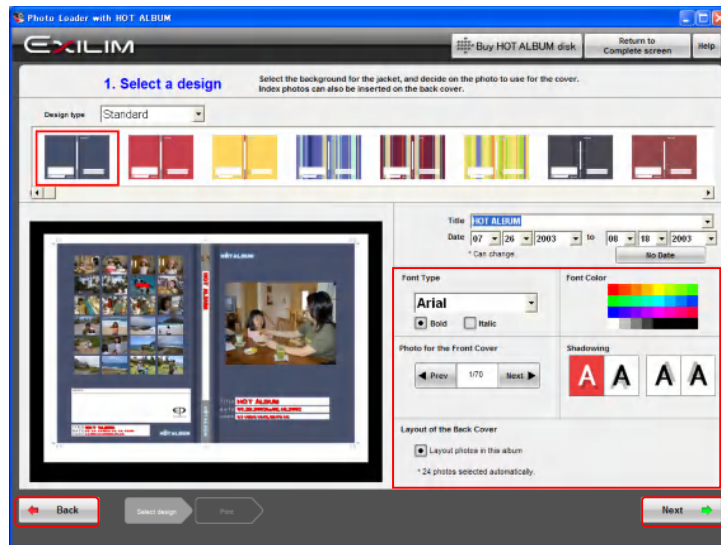 Photo Loader with HOT ALBUM
EXILIM
Buy HOT ALBUM disk
Return to
Complete screen
Help
1. Select a design
Select the background for the jacket, and decide on the photo to use for the cover.
Index photos can also be inserted on the back cover.
Design type
Standard
Title
HOT ALBUM
Date 07 26 2003 to 08 18 2003
* Can change.
No Date
HOT ALBUM
HOT ALBUM
HOT ALBUM
HOT ALBUM
Font Type
Arial
Bold
Italic
Font Color
Photo for the Front Cover
Prev
1/70
Next
Shadowing
A A A A
Layout of the Back Cover
Layout photos in this album
* 24 photos selected automatically.
Back
Select design
Print
Next